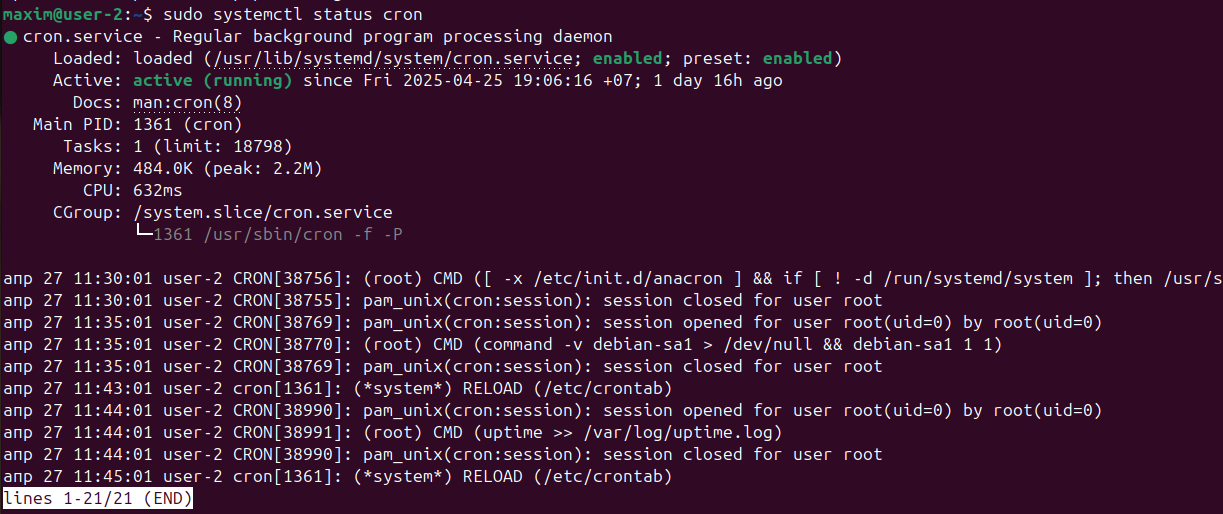 maxim@user-2:~$ sudo systemctl status cron
● cron.service - Regular background program processing daemon
     Loaded: loaded (/usr/lib/systemd/system/cron.service; enabled; preset: enabled)
     Active: active (running) since Fri 2025-04-25 19:06:16 +07; 1 day 16h ago
       Docs: man:cron(8)
   Main PID: 1361 (cron)
      Tasks: 1 (limit: 18798)
     Memory: 484.0K (peak: 2.2M)
        CPU: 632ms
     CGroup: /system.slice/cron.service
             └─1361 /usr/sbin/cron -f -P

апр 27 11:30:01 user-2 CRON[38756]: (root) CMD ([ -x /etc/init.d/anacron ] && if [ ! -d /run/systemd/system ]; then /usr/s
апр 27 11:30:01 user-2 CRON[38755]: pam_unix(cron:session): session closed for user root
апр 27 11:35:01 user-2 CRON[38769]: pam_unix(cron:session): session opened for user root(uid=0) by root(uid=0)
апр 27 11:35:01 user-2 CRON[38770]: (root) CMD (command -v debian-sa1 > /dev/null && debian-sa1 1 1)
апр 27 11:35:01 user-2 CRON[38769]: pam_unix(cron:session): session closed for user root
апр 27 11:43:01 user-2 cron[1361]: (*system*) RELOAD (/etc/crontab)
апр 27 11:44:01 user-2 CRON[38990]: pam_unix(cron:session): session opened for user root(uid=0) by root(uid=0)
апр 27 11:44:01 user-2 CRON[38991]: (root) CMD (uptime >> /var/log/uptime.log)
апр 27 11:44:01 user-2 CRON[38990]: pam_unix(cron:session): session closed for user root
апр 27 11:45:01 user-2 cron[1361]: (*system*) RELOAD (/etc/crontab)
lines 1-21/21 (END)